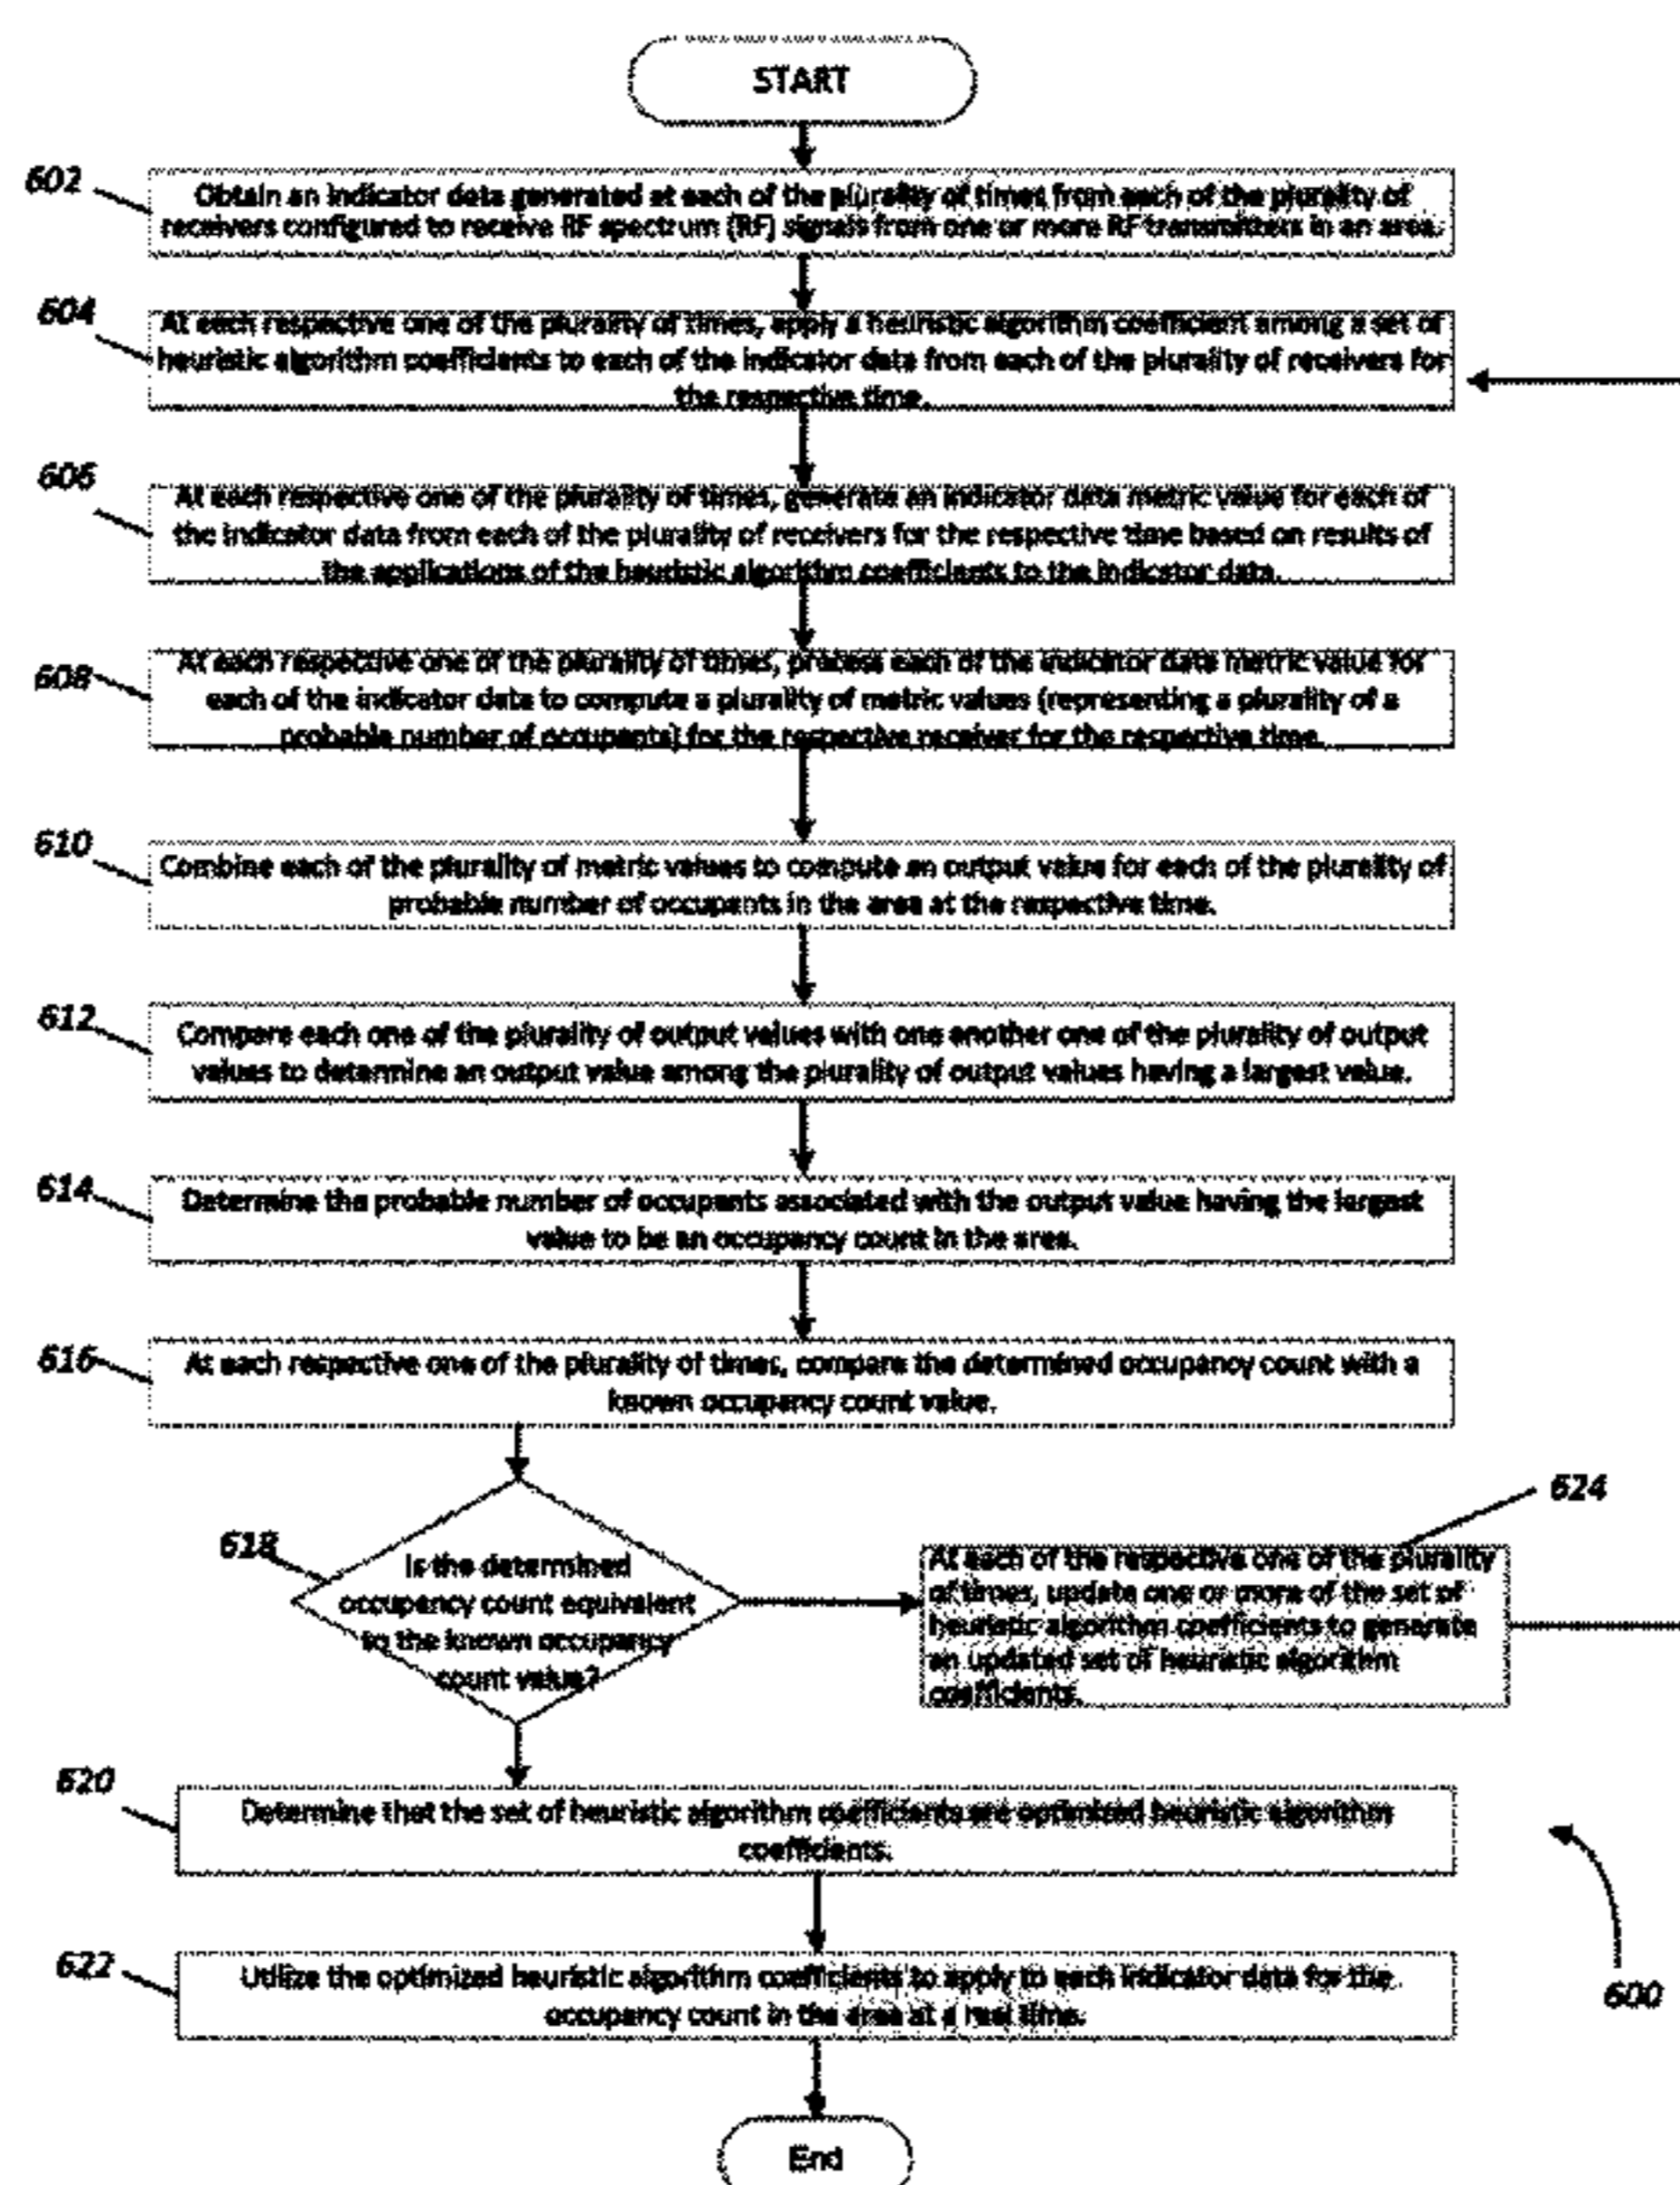 START
602
Obtain an indicator data generated at each of the plurality of times from each of the plurality of
receivers configured to receive RF spectrum (RF) signals from one or more RF transmitters in an area.
604
At each respective one of the plurality of times, apply a heuristic algorithm coefficient among a set of
heuristic algorithm coefficients to each of the indicator data from each of the plurality of receivers for
the respective time.
606
At each respective one of the plurality of times, generate an indicator data metric value for each of
the indicator data from each of the plurality of receivers for the respective time based on results of
the applications of the heuristic algorithm coefficients to the indicator data.
608
At each respective one of the plurality of times, process each of the indicator data metric value for
each of the indicator data to compute a plurality of metric values (representing a plurality of a
probable number of occupants) for the respective receiver for the respective time.
610
Combine each of the plurality of metric values to compute an output value for each of the plurality of
probable number of occupants in the area at the respective time.
612
Compare each one of the plurality of output values with one another one of the plurality of output
values to determine an output value among the plurality of output values having a largest value.
614
Determine the probable number of occupants associated with the output value having the largest
value to be an occupancy count in the area.
616
At each respective one of the plurality of times, compare the determined occupancy count with a
known occupancy count value.
618
Is the determined
occupancy count equivalent
to the known occupancy
count value?
624
At each of the respective one of the plurality
of times, update one or more of the set of
heuristic algorithm coefficients to generate
an updated set of heuristic algorithm
coefficients.
620
Determine that the set of heuristic algorithm coefficients are optimized heuristic algorithm
coefficients.
622
Utilize the optimized heuristic algorithm coefficients to apply to each indicator data for the
occupancy count in the area at a real time.
600
End